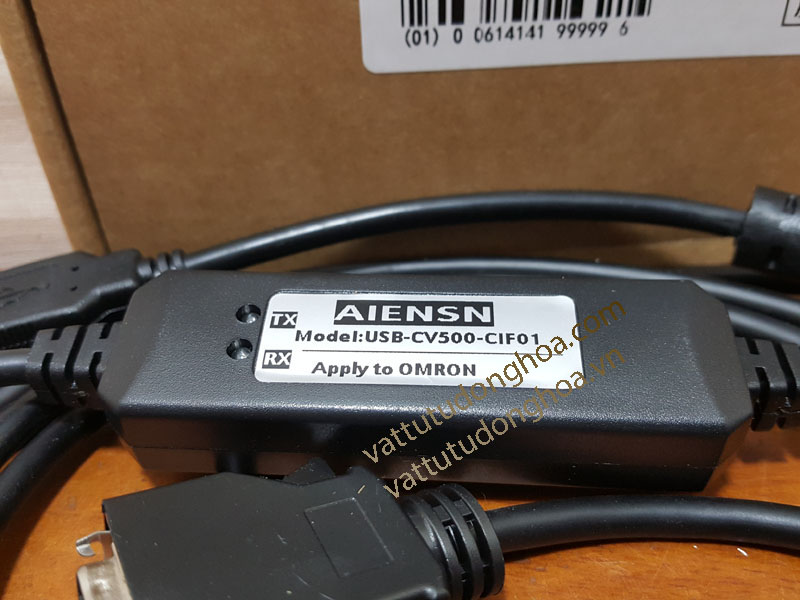 (01) 0 0614141 99999 6
AIENSN
TX
Model:USB-CV500-CIF01
RX
Apply to OMRON
vattutudonghoa.com
vattutudonghoa.vn